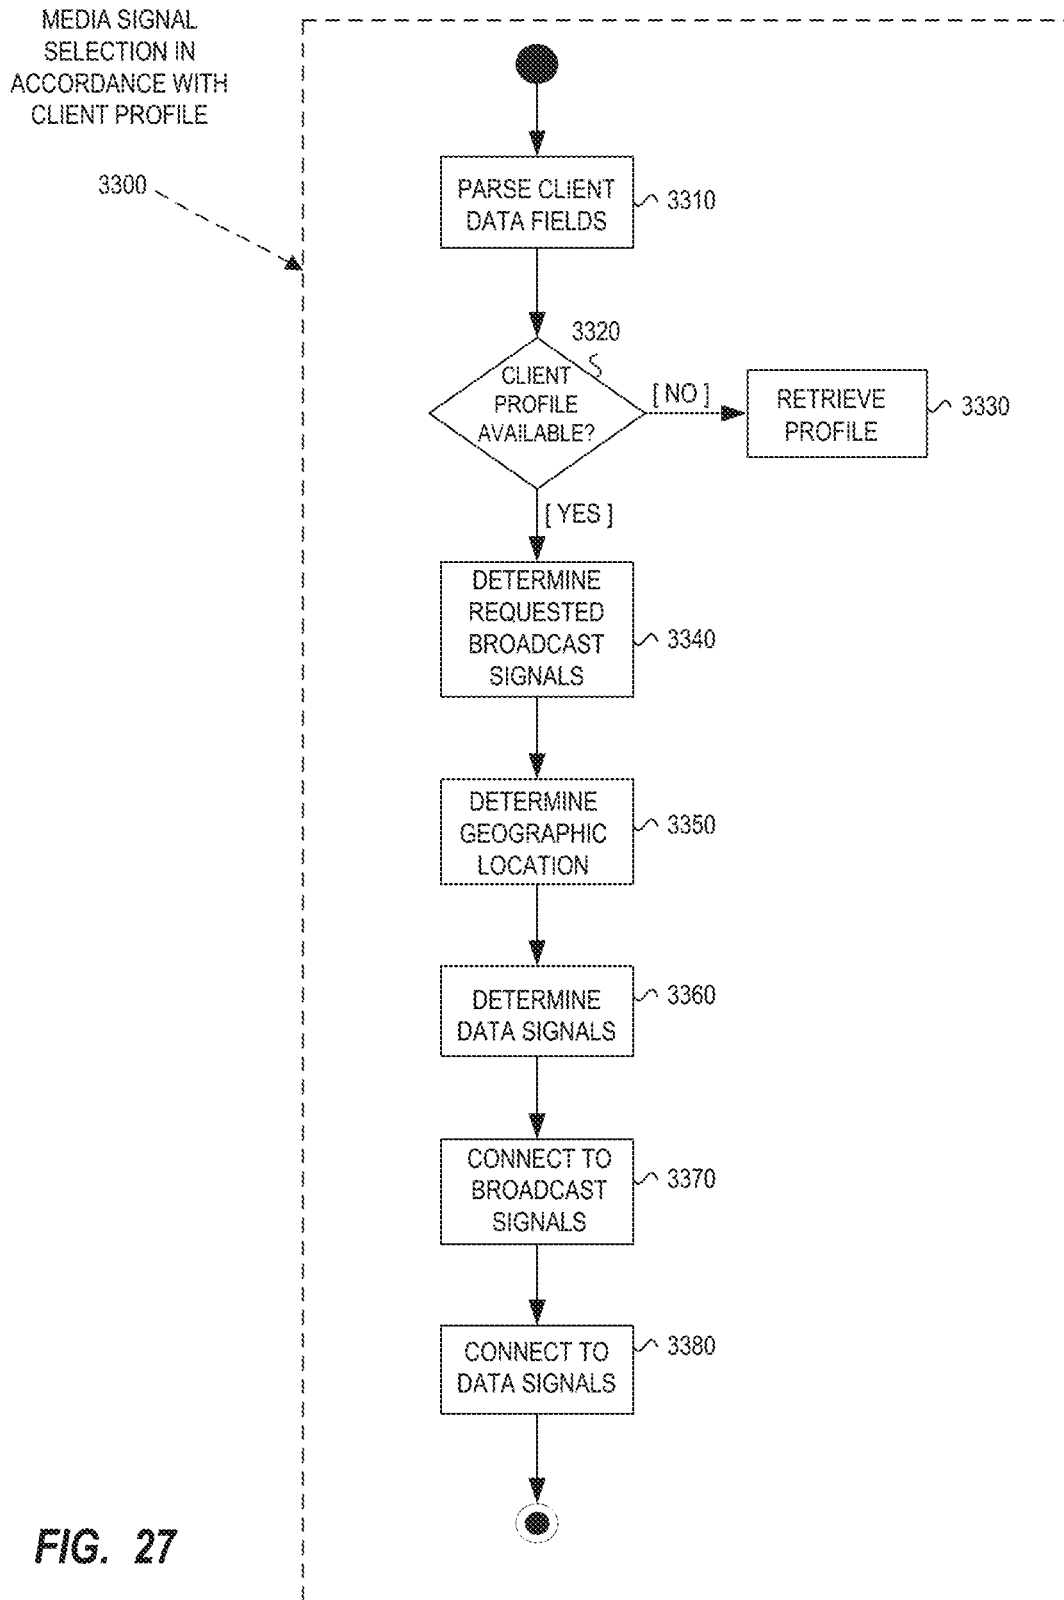 MEDIA SIGNAL
SELECTION IN
ACCORDANCE WITH
CLIENT PROFILE
3300
PARSE CLIENT
DATA FIELDS
3310
3320
CLIENT
PROFILE
AVAILABLE?
[ NO ]
RETRIEVE
PROFILE
3330
[ YES ]
DETERMINE
REQUESTED
BROADCAST
SIGNALS
3340
DETERMINE
GEOGRAPHIC
LOCATION
3350
DETERMINE
DATA SIGNALS
3360
CONNECT TO
BROADCAST
SIGNALS
3370
CONNECT TO
DATA SIGNALS
3380
FIG. 27